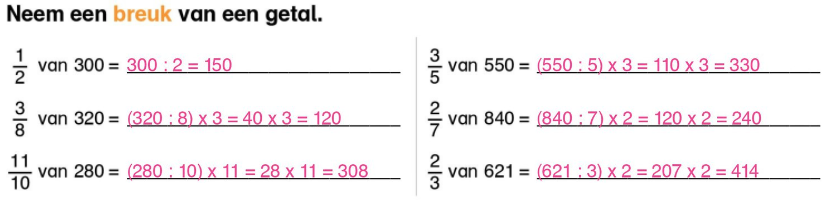 Neem een breuk van een getal.
1/2 van 300 = 300 : 2 = 150
3/8 van 320 = (320 : 8) x 3 = 40 x 3 = 120
11/10 van 280 = (280 : 10) x 11 = 28 x 11 = 308
3/5 van 550 = (550 : 5) x 3 = 110 x 3 = 330
2/7 van 840 = (840 : 7) x 2 = 120 x 2 = 240
2/3 van 621 = (621 : 3) x 2 = 207 x 2 = 414